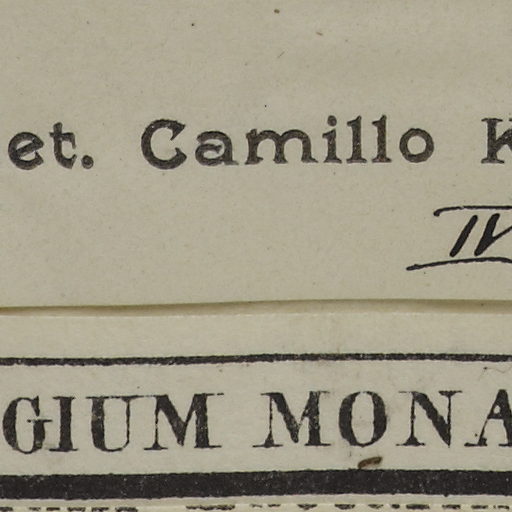 et. Camillo K
IV
GIUM MONA